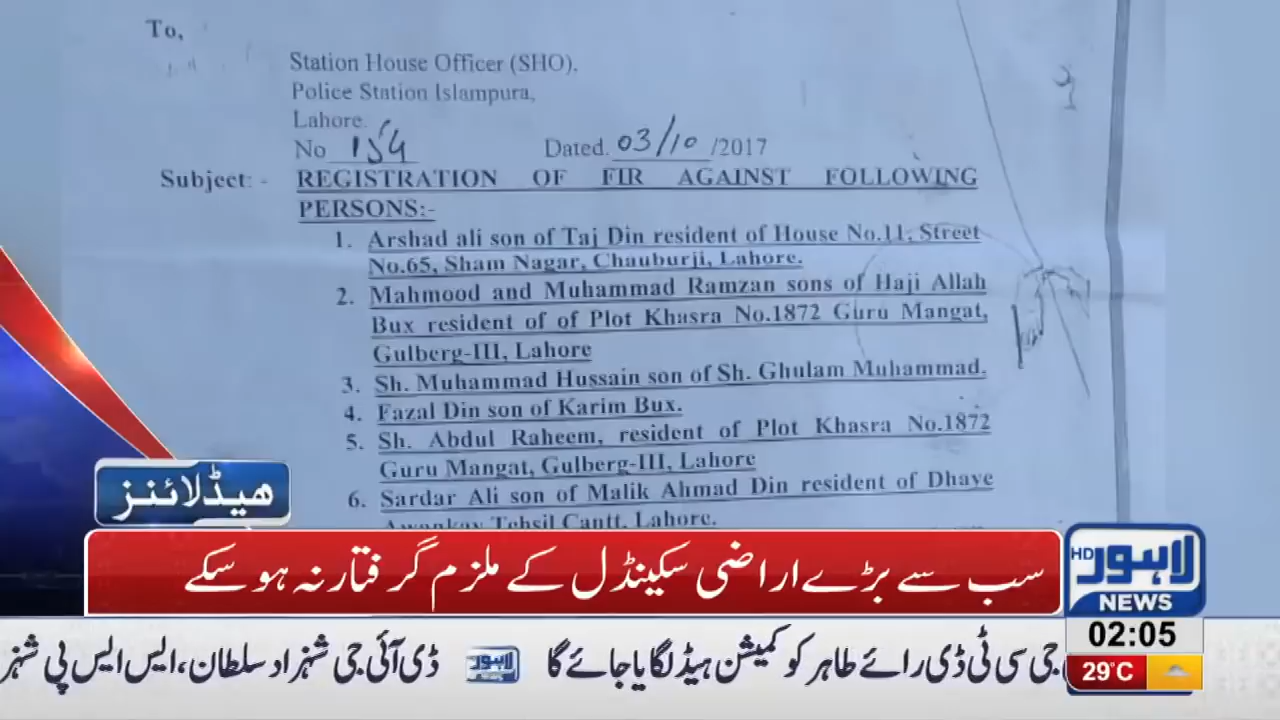 To,
Station House Officer (SHO),
Police Station Islampura,
Lahore.
No 154 Dated. 03/10 /2017
Subject: - REGISTRATION OF FIR AGAINST FOLLOWING
PERSONS:-
1. Arshad ali son of Taj Din resident of House No.11, Street
No.65, Sham Nagar, Chauburji, Lahore.
2. Mahmood and Muhammad Ramzan sons of Haji Allah
Bux resident of of Plot Khasra No.1872 Guru Mangat,
Gulberg-III, Lahore
3. Sh. Muhammad Hussain son of Sh. Ghulam Muhammad.
4. Fazal Din son of Karim Bux.
5. Sh. Abdul Raheem, resident of Plot Khasra No.1872
Guru Mangat, Gulberg-III, Lahore
6. Sardar Ali son of Malik Ahmad Din resident of Dhaye
Awankay Tehsil Cantt, Lahore.
ھیڈلائنز
سب سے بڑے اراضی سکینڈل کے ملزم گرفتار نہ ہوسکے
HD لاہور
NEWS
02:05
29°C
جی سی ٹی ڈی رائے طاہر کو کمیشن ہیڈ لگایا جائے گا لاہور ڈی آئی جی شہزاد سلطان، ایس ایس پی